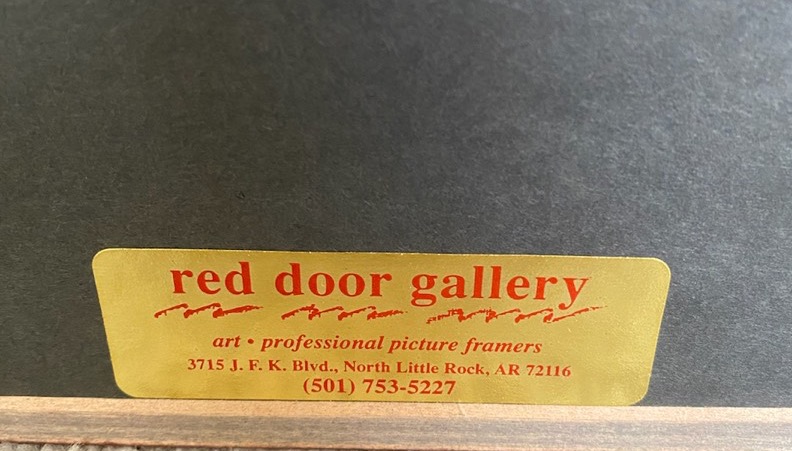 red door gallery
art • professional picture framers
3715 J. F. K. Blvd., North Little Rock, AR 72116
(501) 753-5227